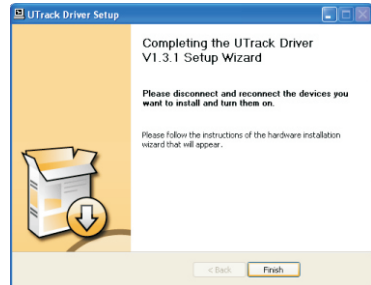 UTrack Driver Setup
Completing the UTrack Driver
V1.3.1 Setup Wizard
Please disconnect and reconnect the devices you
want to install and turn them on.
Please follow the instructions of the hardware installation
wizard that will appear.
< Back Finish